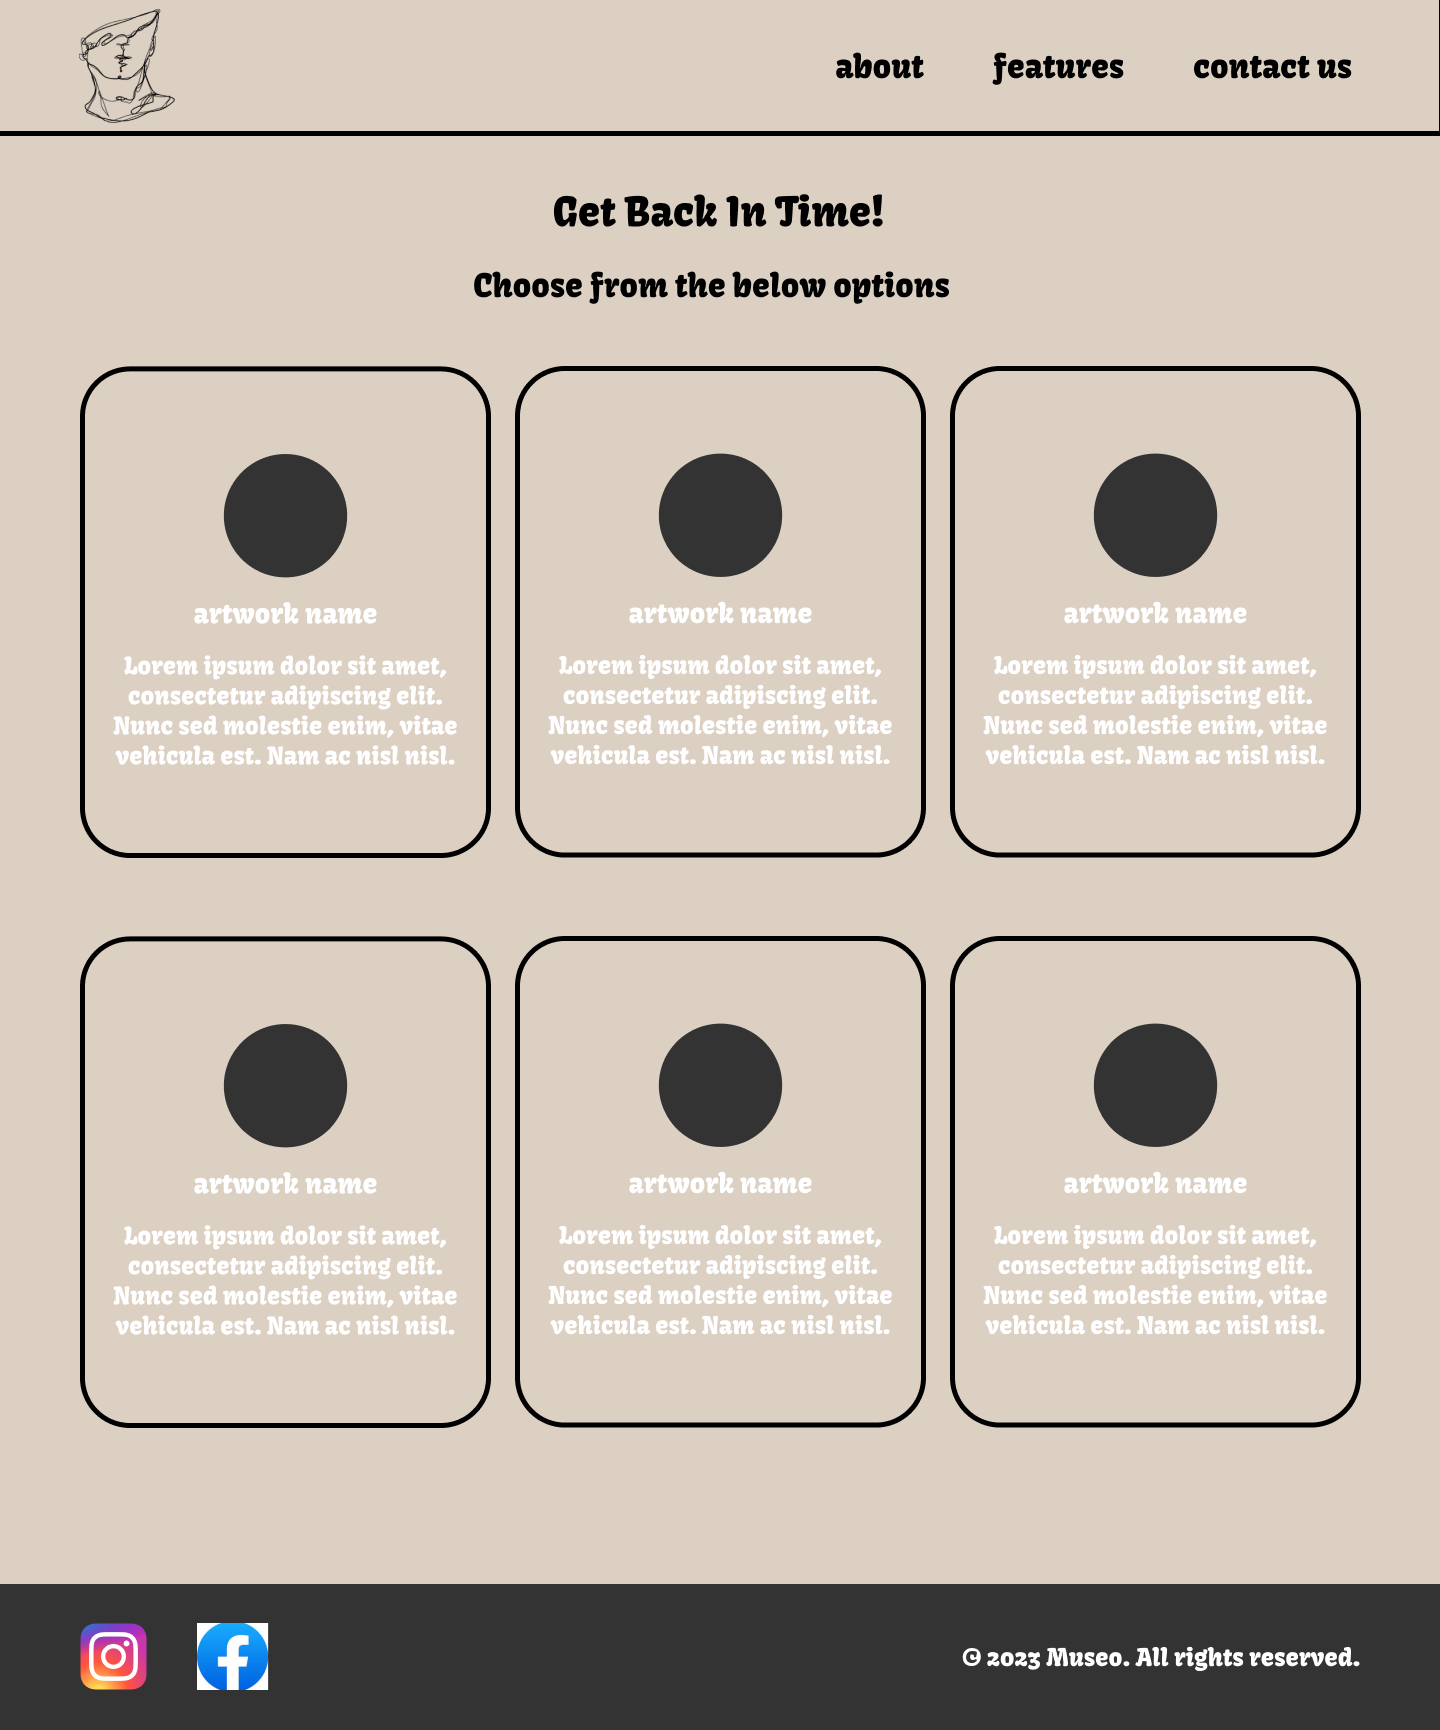 about features contact us
Get Back In Time!
Choose from the below options
artwork name
Lorem ipsum dolor sit amet,
consectetur adipiscing elit.
Nunc sed molestie enim, vitae
vehicula est. Nam ac nisl nisl.
artwork name
Lorem ipsum dolor sit amet,
consectetur adipiscing elit.
Nunc sed molestie enim, vitae
vehicula est. Nam ac nisl nisl.
artwork name
Lorem ipsum dolor sit amet,
consectetur adipiscing elit.
Nunc sed molestie enim, vitae
vehicula est. Nam ac nisl nisl.
artwork name
Lorem ipsum dolor sit amet,
consectetur adipiscing elit.
Nunc sed molestie enim, vitae
vehicula est. Nam ac nisl nisl.
artwork name
Lorem ipsum dolor sit amet,
consectetur adipiscing elit.
Nunc sed molestie enim, vitae
vehicula est. Nam ac nisl nisl.
artwork name
Lorem ipsum dolor sit amet,
consectetur adipiscing elit.
Nunc sed molestie enim, vitae
vehicula est. Nam ac nisl nisl.
© 2023 Museo. All rights reserved.